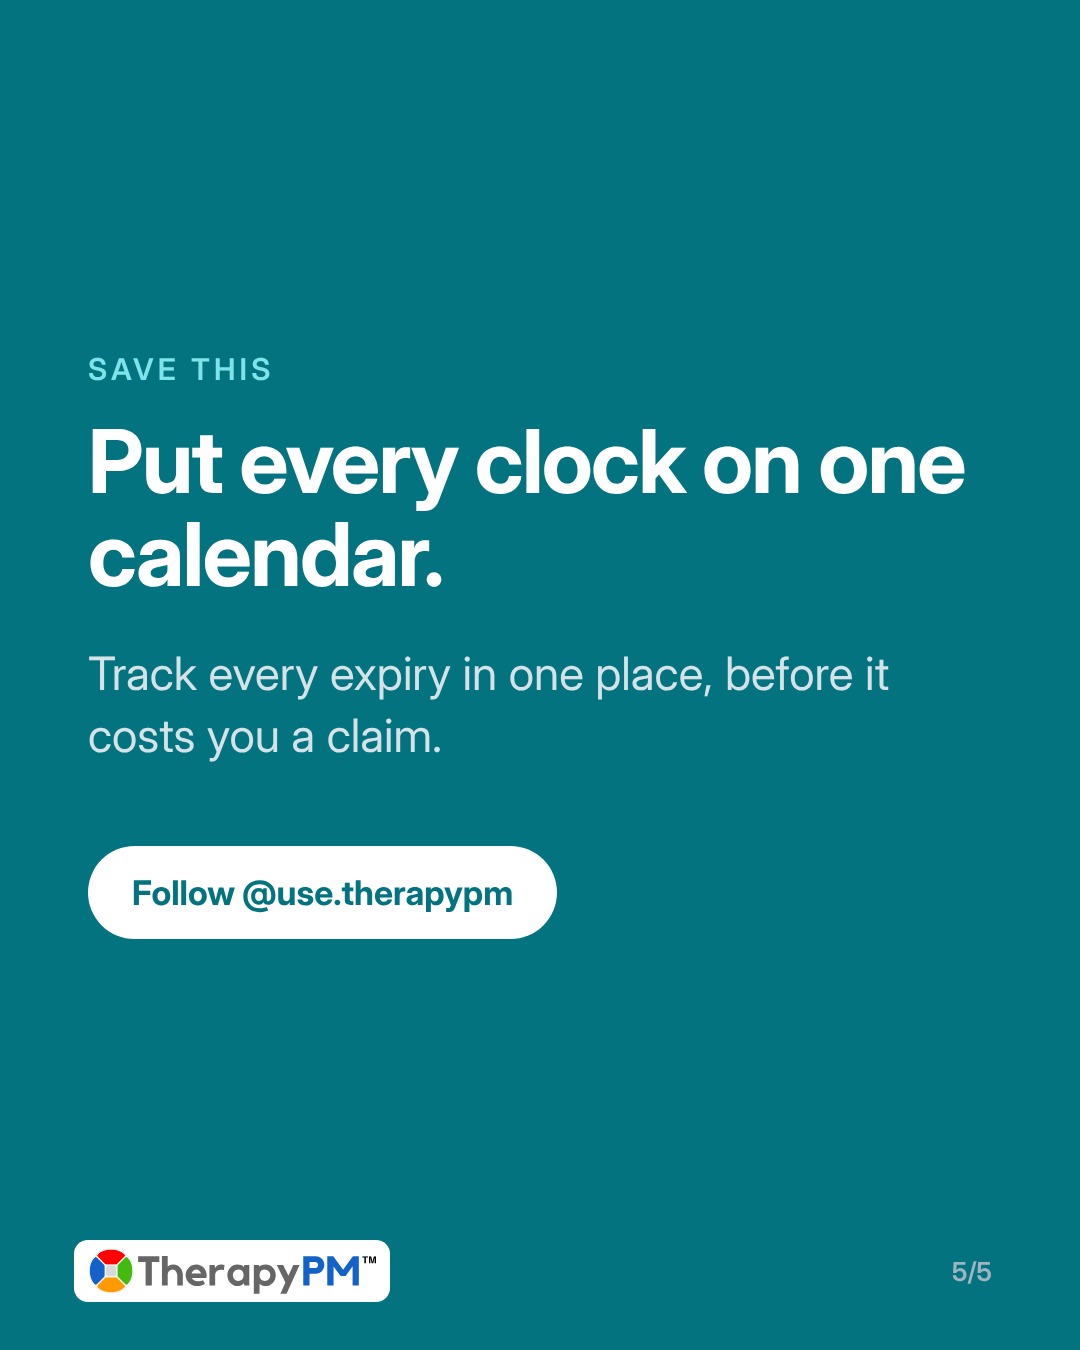 SAVE THIS
Put every clock on one
calendar.
Track every expiry in one place, before it
costs you a claim.
Follow @use.therapypm
TherapyPM™
5/5